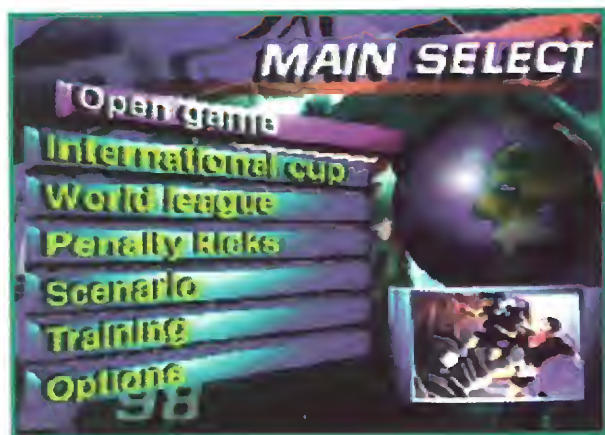 MAIN SELECT
Open game
International cup
World league
Penalty Kicks
Scenario
Training
Options
98